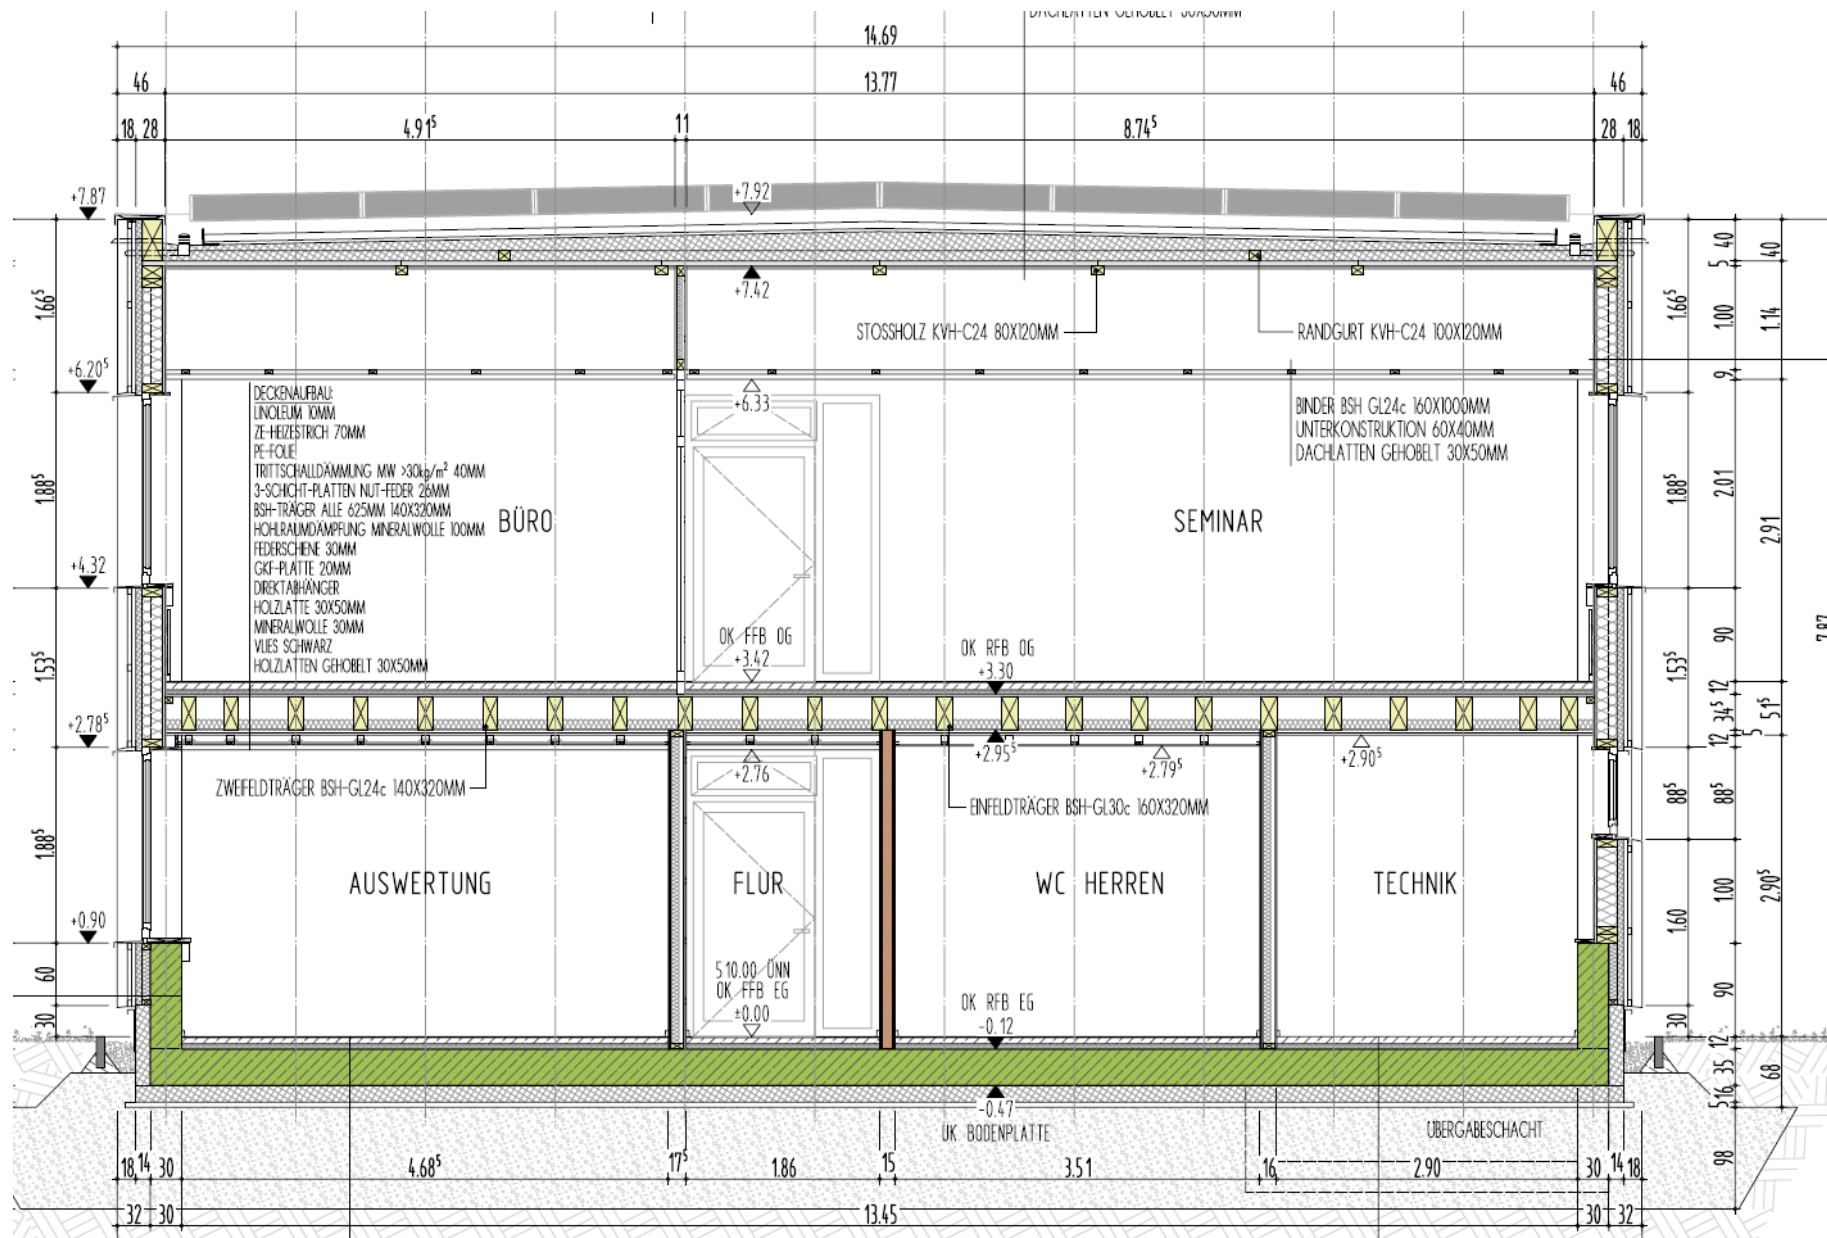 DACHLATTEN GEHOBELT 30X50MM
14.69
46 13.77 46
18 28 4.91⁵ 11 8.74⁵ 28 18
+7.92
+7.87
+7.42
STOSSHOLZ KVH-C24 80X120MM
RANDGURT KVH-C24 100X120MM
+6.20⁵
+6.33
DECKENAUFBAU:
LINOLEUM 10MM
ZE-HEIZESTRICH 70MM
PE-FOLIE
TRITTSCHALLDÄMMUNG MW >30kg/m² 40MM
3-SCHICHT-PLATTEN NUT-FEDER 26MM
BSH-TRÄGER ALLE 625MM 140X320MM
HOHLRAUMDÄMPFUNG MINERALWOLLE 100MM
FEDERSCHIENE 30MM
GKF-PLATTE 20MM
DIREKTABHÄNGER
HOLZLATTE 30X50MM
MINERALWOLLE 30MM
VLIES SCHWARZ
HOLZLATTEN GEHOBELT 30X50MM
BINDER BSH GL24c 160X1000MM
UNTERKONSTRUKTION 60X40MM
DACHLATTEN GEHOBELT 30X50MM
BÜRO
SEMINAR
+4.32
OK FFB OG
+3.42
OK RFB OG
+3.30
+2.78⁵
+2.95⁵
+2.76
+2.79⁵
+2.90⁵
ZWEIFELDTRÄGER BSH-GL24c 140X320MM
EINFELDTRÄGER BSH-GL30c 160X320MM
AUSWERTUNG
FLUR
WC HERREN
TECHNIK
+0.90
510.00 ÜNN
OK FFB EG
±0.00
OK RFB EG
-0.12
-0.47
UK BODENPLATTE
ÜBERGABESCHACHT
1.66⁵
1.88⁵
1.53⁵
1.88⁵
60
30
1.66⁵
1.88⁵
1.53⁵
88⁵
1.60
30
40
5
1.00
9
2.01
90
12
34⁵
5
12
88⁵
1.00
90
12
35
16
5
98
40
1.14
2.91
51⁵
2.90⁵
68
7.87
18 14 30 4.68⁵ 17⁵ 1.86 15 3.51 16 2.90 30 14 18
32 30 13.45 30 32